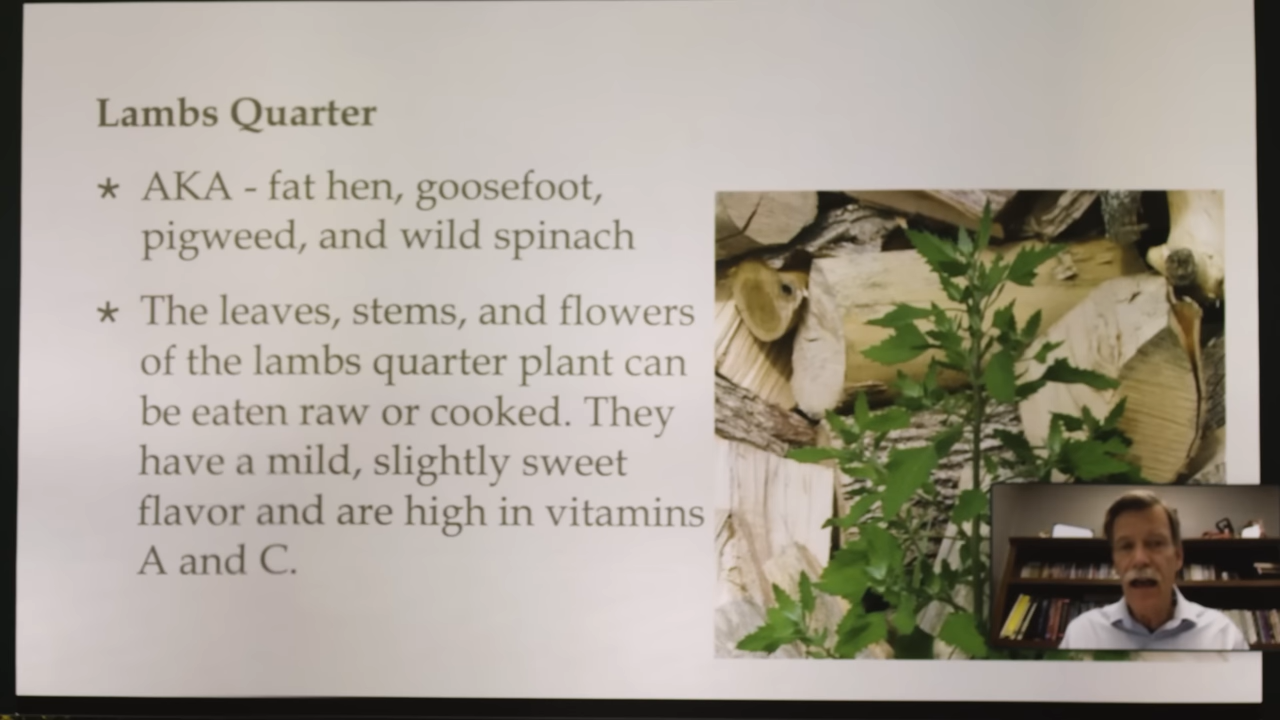 Lambs Quarter
* AKA - fat hen, goosefoot,
pigweed, and wild spinach
* The leaves, stems, and flowers
of the lambs quarter plant can
be eaten raw or cooked. They
have a mild, slightly sweet
flavor and are high in vitamins
A and C.